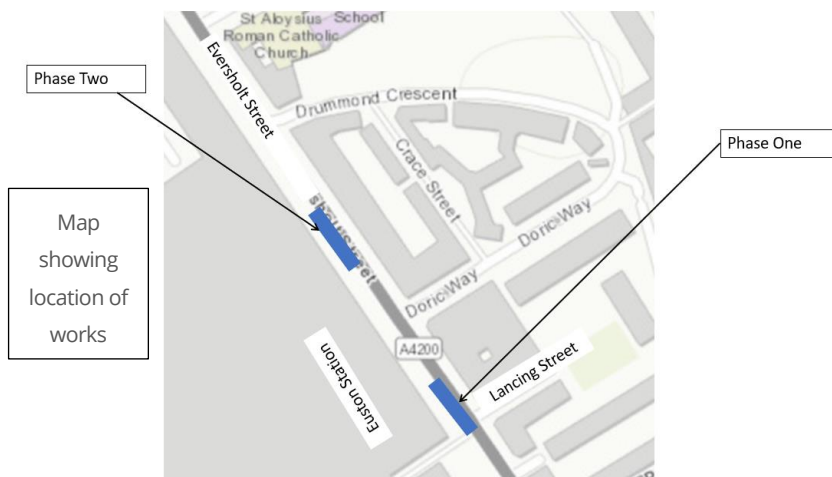 St Aloysius School
Roman Catholic
Church
Eversholt Street
Phase Two
Drummond Crescent
Phase One
Crace Street
Map
showing
location of
works
Doric Way
Doric Way
A4200
Euston Station
Lancing Street